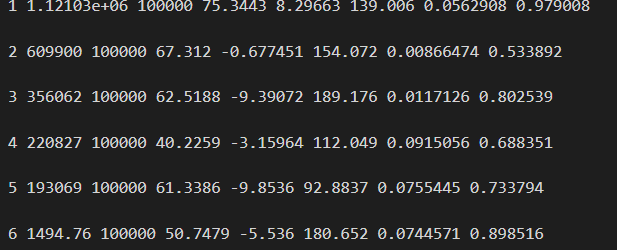 1 1.12103e+06 100000 75.3443 8.29663 139.006 0.0562908 0.979008
2 609900 100000 67.312 -0.677451 154.072 0.00866474 0.533892
3 356062 100000 62.5188 -9.39072 189.176 0.0117126 0.802539
4 220827 100000 40.2259 -3.15964 112.049 0.0915056 0.688351
5 193069 100000 61.3386 -9.8536 92.8837 0.0755445 0.733794
6 1494.76 100000 50.7479 -5.536 180.652 0.0744571 0.898516